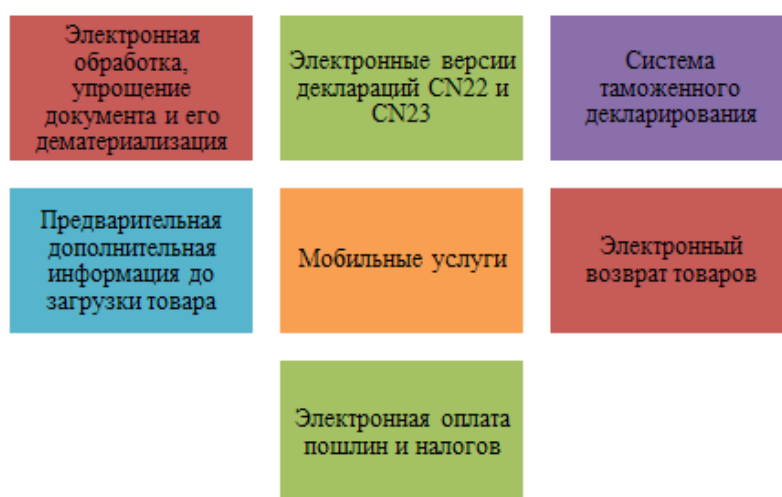 Электронная
обработка,
упрощение
документа и его
дематериализация
Электронные версии
деклараций CN22 и
CN23
Система
таможенного
декларирования
Предварительная
дополнительная
информация до
загрузки товара
Мобильные услуги
Электронный
возврат товаров
Электронная оплата
пошлин и налогов